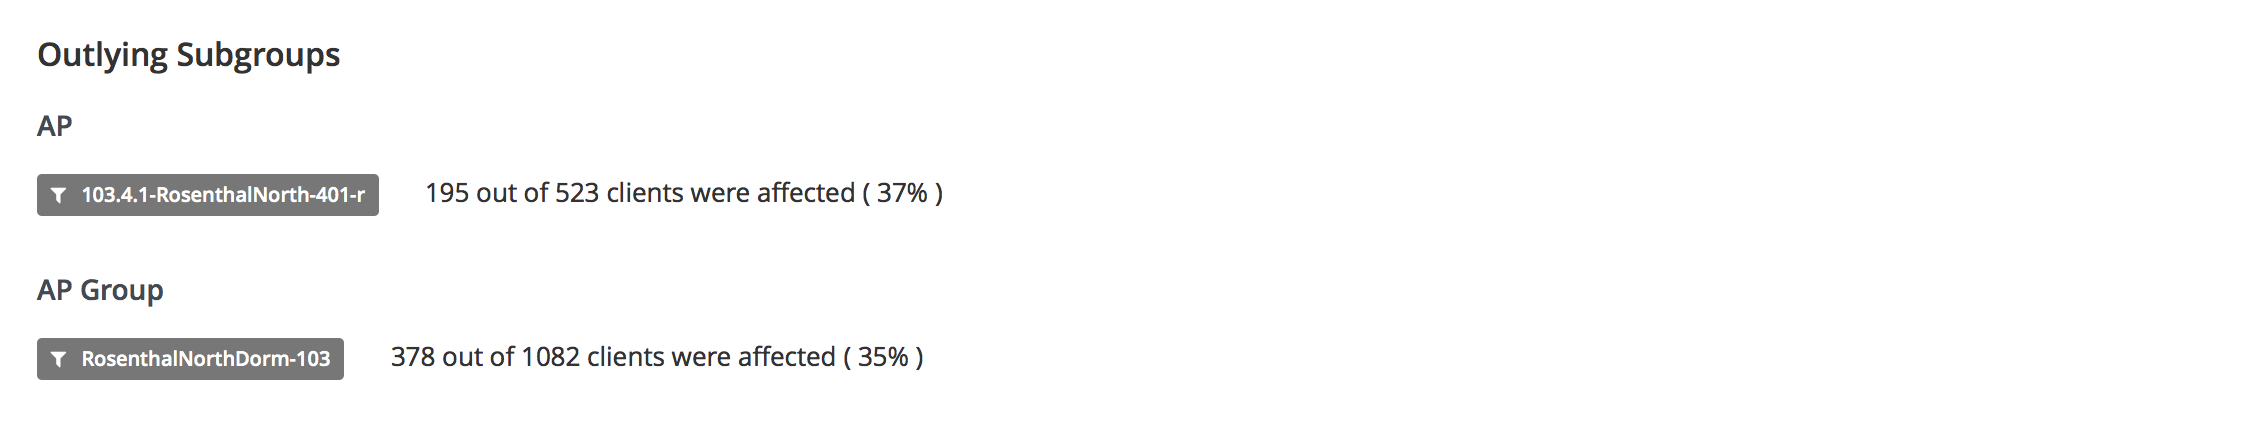 Outlying Subgroups
AP
103.4.1-RosenthalNorth-401-r 195 out of 523 clients were affected ( 37% )
AP Group
RosenthalNorthDorm-103 378 out of 1082 clients were affected ( 35% )